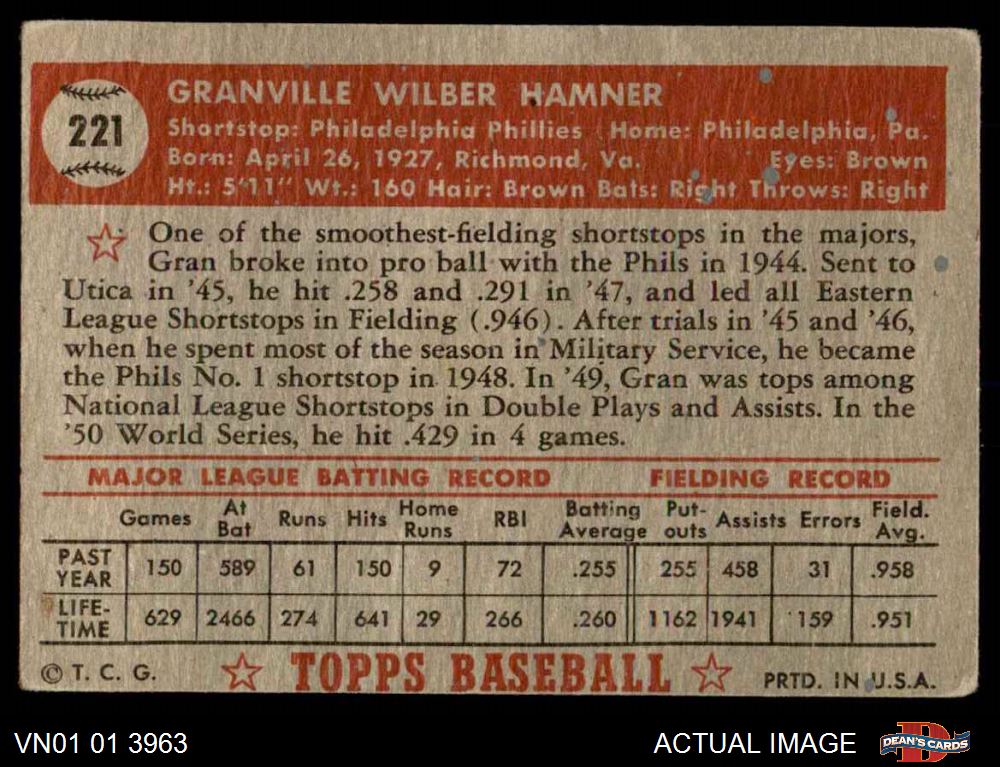 221
GRANVILLE WILBER HAMNER
Shortstop: Philadelphia Phillies Home: Philadelphia, Pa.
Born: April 26, 1927, Richmond, Va. Eyes: Brown
Ht.: 5'11" Wt.: 160 Hair: Brown Bats: Right Throws: Right
One of the smoothest-fielding shortstops in the majors,
Gran broke into pro ball with the Phils in 1944. Sent to
Utica in '45, he hit .258 and .291 in '47, and led all Eastern
League Shortstops in Fielding (.946). After trials in '45 and '46,
when he spent most of the season in Military Service, he became
the Phils No. 1 shortstop in 1948. In '49, Gran was tops among
National League Shortstops in Double Plays and Assists. In the
'50 World Series, he hit .429 in 4 games.
MAJOR LEAGUE BATTING RECORD FIELDING RECORD
Games At Bat Runs Hits Home Runs RBI Batting Average Put-outs Assists Errors Field. Avg.
PAST YEAR 150 589 61 150 9 72 .255 255 458 31 .958
LIFE-TIME 629 2466 274 641 29 266 .260 1162 1941 159 .951
© T. C. G. TOPPS BASEBALL PRTD. IN U.S.A.
VN01 01 3963 ACTUAL IMAGE DEAN'S CARDS